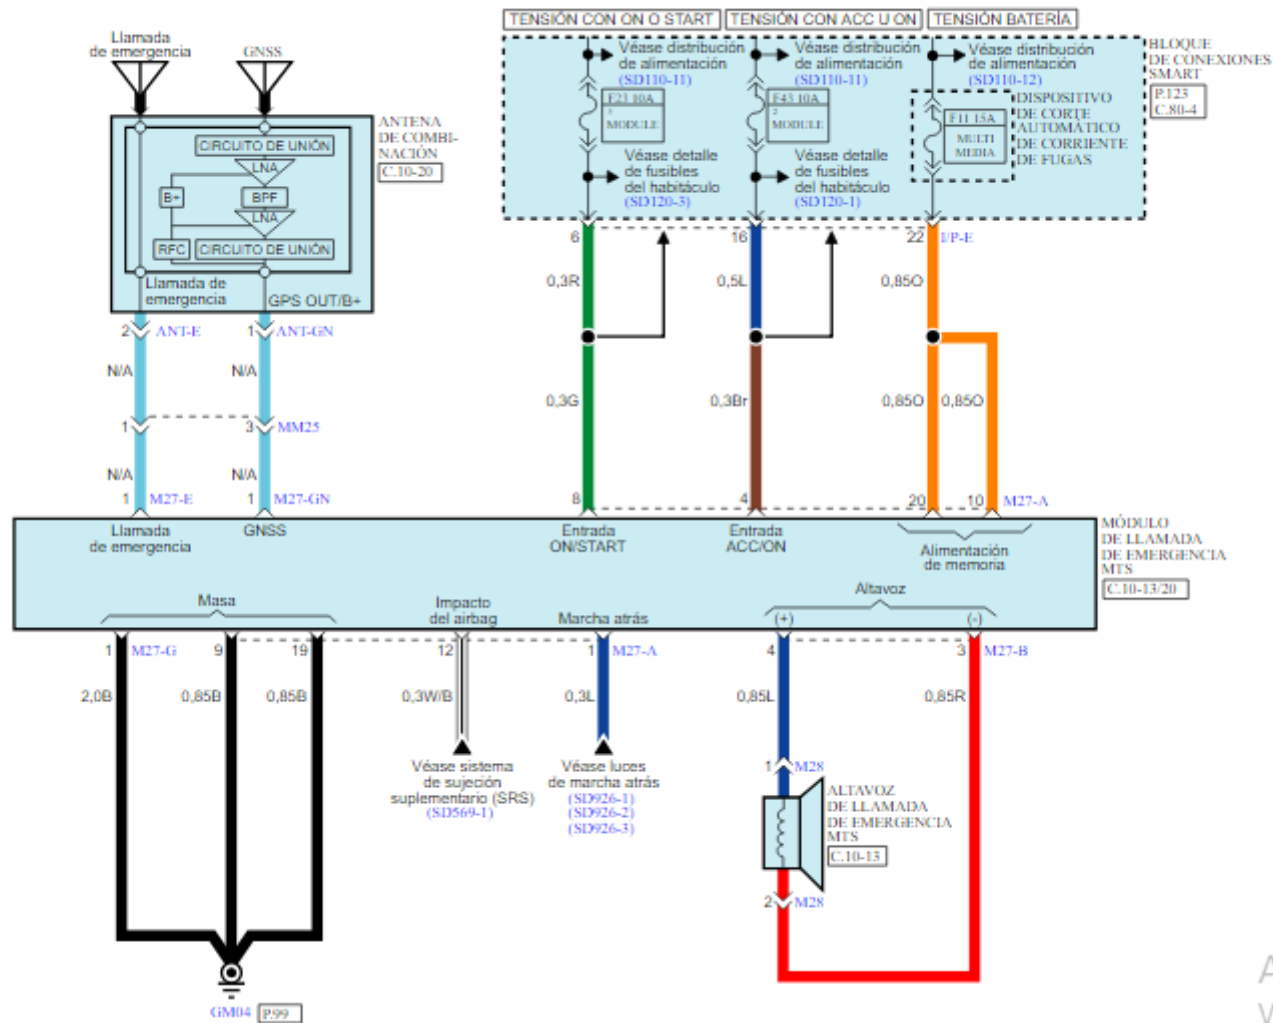 TENSIÓN CON ON O START
TENSIÓN CON ACC U ON
TENSIÓN BATERÍA
Llamada
de emergencia
GNSS
Véase distribución
de alimentación
(SD110-11)
Véase distribución
de alimentación
(SD110-11)
Véase distribución
de alimentación
(SD110-12)
BLOQUE
DE CONEXIONES
SMART
P.123
C.80-4
F23 10A
MODULE
F43 10A
2
MODULE
F11 15A
MULTI
MEDIA
DISPOSITIVO
DE CORTE
AUTOMÁTICO
DE CORRIENTE
DE FUGAS
ANTENA
DE COMBI-
NACIÓN
C.10-20
CIRCUITO DE UNIÓN
LNA
B+
BPF
LNA
RFC
CIRCUITO DE UNIÓN
Véase detalle
de fusibles
del habitáculo
(SD120-3)
Véase detalle
de fusibles
del habitáculo
(SD120-1)
6
16
22
I/P-E
Llamada de
emergencia
GPS OUT/B+
0,3R
0,5L
0,85O
2
ANT-E
1
ANT-GN
N/A
N/A
0,3G
0,3Br
0,85O
0,85O
1
3
MM25
N/A
N/A
1
M27-E
1
M27-GN
8
4
20
10
M27-A
Llamada
de emergencia
GNSS
Entrada
ON/START
Entrada
ACC/ON
Alimentación
de memoria
MÓDULO
DE LLAMADA
DE EMERGENCIA
MTS
C.10-13/20
Masa
Impacto
del airbag
Marcha atrás
Altavoz
(+)
(-)
1
M27-G
9
19
12
1
M27-A
4
3
M27-B
2,0B
0,85B
0,85B
0,3W/B
0,3L
0,85L
0,85R
Véase sistema
de sujeción
suplementario (SRS)
(SD569-1)
Véase luces
de marcha atrás
(SD926-1)
(SD926-2)
(SD926-3)
1
M28
ALTAVOZ
DE LLAMADA
DE EMERGENCIA
MTS
C.10-13
2
M28
GM04
P.99
A